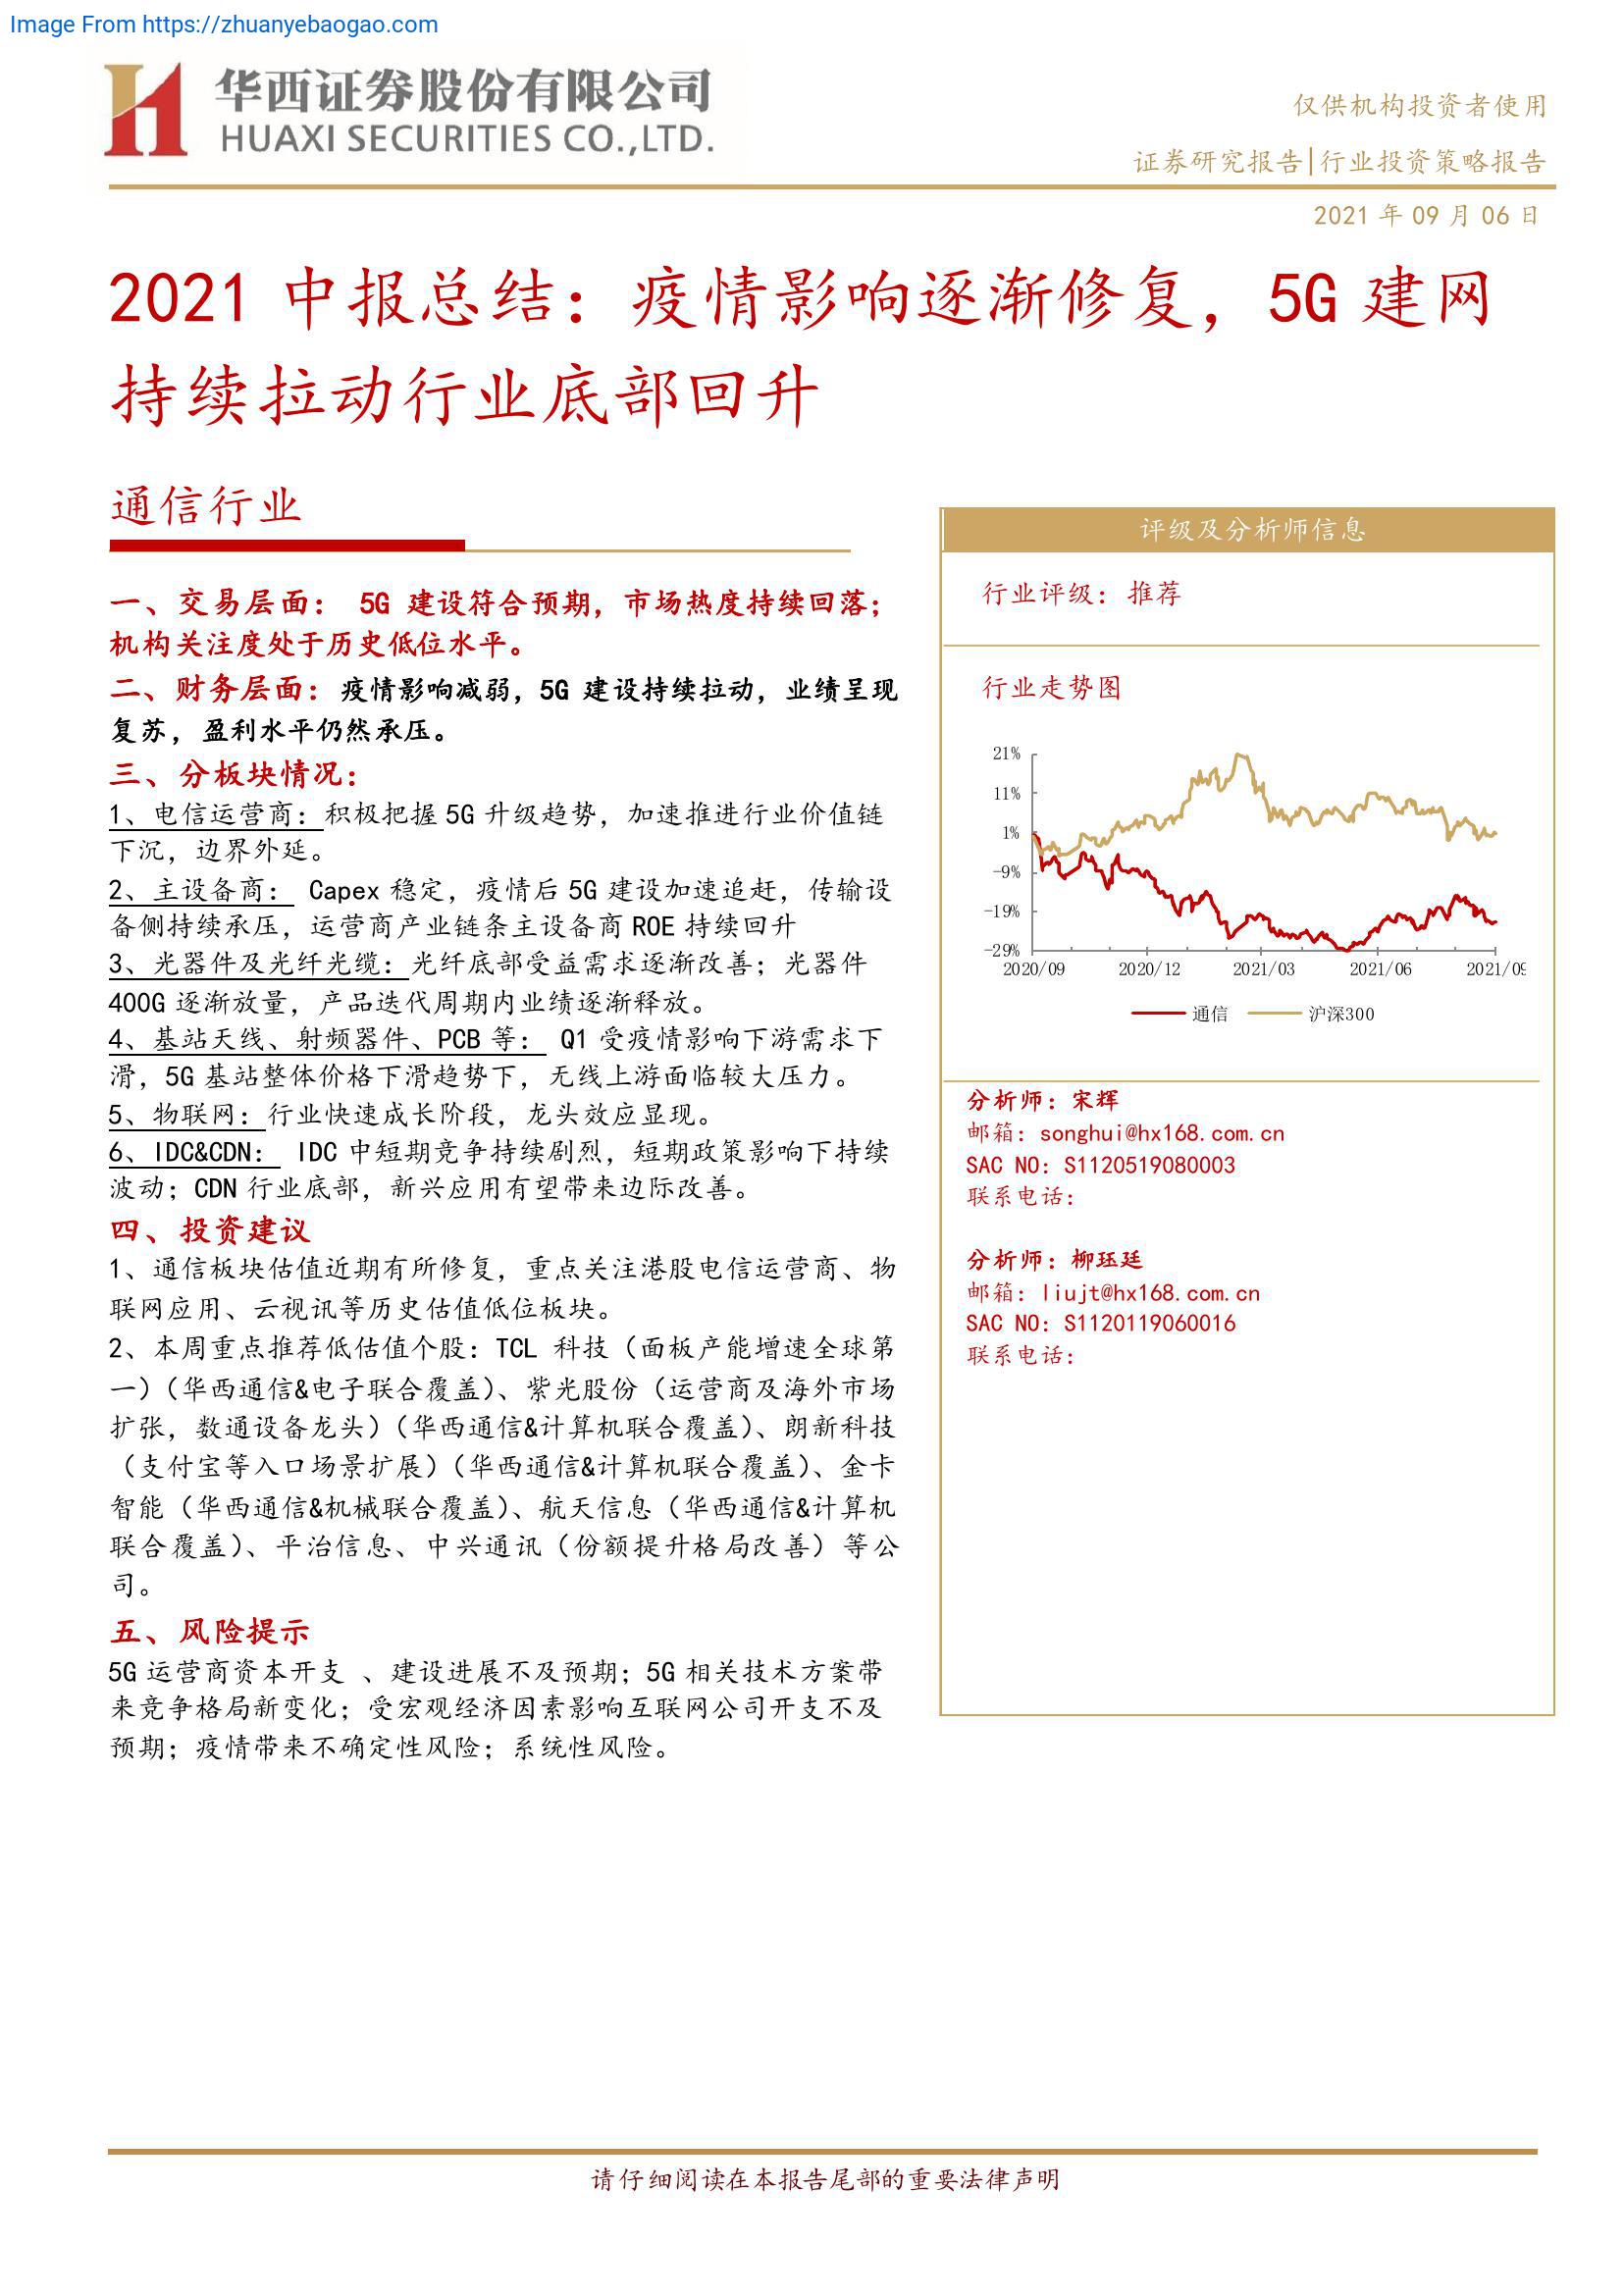 Image From https://zhuanyebaogao.com
华西证券股份有限公司
HUAXI SECURITIES CO.,LTD.
仅供机构投资者使用
证券研究报告|行业投资策略报告
2021 年 09 月 06 日
2021 中报总结：疫情影响逐渐修复，5G 建网
持续拉动行业底部回升
通信行业
一、交易层面： 5G 建设符合预期，市场热度持续回落；
机构关注度处于历史低位水平。
二、财务层面：疫情影响减弱，5G 建设持续拉动，业绩呈现
复苏，盈利水平仍然承压。
三、分板块情况：
1、电信运营商：积极把握 5G 升级趋势，加速推进行业价值链
下沉，边界外延。
2、主设备商： Capex 稳定，疫情后 5G 建设加速追赶，传输设
备侧持续承压，运营商产业链条主设备商 ROE 持续回升
3、光器件及光纤光缆：光纤底部受益需求逐渐改善；光器件
400G 逐渐放量，产品迭代周期内业绩逐渐释放。
4、基站天线、射频器件、PCB 等： Q1 受疫情影响下游需求下
滑，5G 基站整体价格下滑趋势下，无线上游面临较大压力。
5、物联网：行业快速成长阶段，龙头效应显现。
6、IDC&CDN： IDC 中短期竞争持续剧烈，短期政策影响下持续
波动；CDN 行业底部，新兴应用有望带来边际改善。
四、投资建议
1、通信板块估值近期有所修复，重点关注港股电信运营商、物
联网应用、云视讯等历史估值低位板块。
2、本周重点推荐低估值个股：TCL 科技（面板产能增速全球第
一）（华西通信&电子联合覆盖）、紫光股份（运营商及海外市场
扩张，数通设备龙头）（华西通信&计算机联合覆盖）、朗新科技
（支付宝等入口场景扩展）（华西通信&计算机联合覆盖）、金卡
智能（华西通信&机械联合覆盖）、航天信息（华西通信&计算机
联合覆盖）、平治信息、中兴通讯（份额提升格局改善）等公
司。
五、风险提示
5G 运营商资本开支 、建设进展不及预期；5G 相关技术方案带
来竞争格局新变化；受宏观经济因素影响互联网公司开支不及
预期；疫情带来不确定性风险；系统性风险。
评级及分析师信息
行业评级：推荐
行业走势图
21%
11%
1%
-9%
-19%
-29%
2020/09 2020/12 2021/03 2021/06 2021/09
通信 沪深300
分析师：宋辉
邮箱：songhui@hx168.com.cn
SAC NO：S1120519080003
联系电话：
分析师：柳珏廷
邮箱：liujt@hx168.com.cn
SAC NO：S1120119060016
联系电话：
请仔细阅读在本报告尾部的重要法律声明